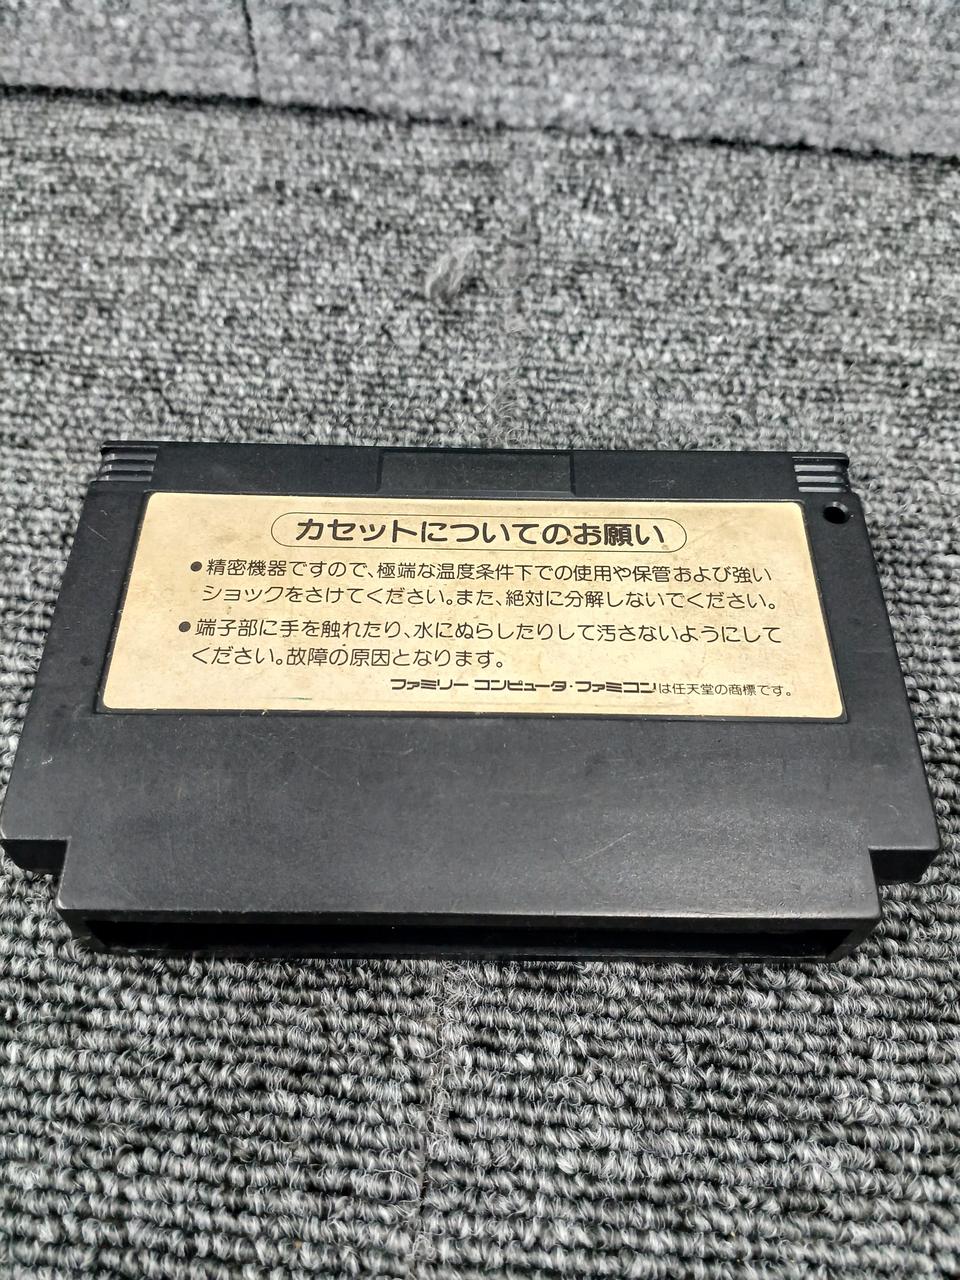 カセットについてのお願い
●精密機器ですので、極端な温度条件下での使用や保管および強い
ショックをさけてください。また、絶対に分解しないでください。
●端子部に手を触れたり、水にぬらしたりして汚さないようにして
ください。故障の原因となります。
ファミリーコンピュータ・ファミコンは任天堂の商標です。